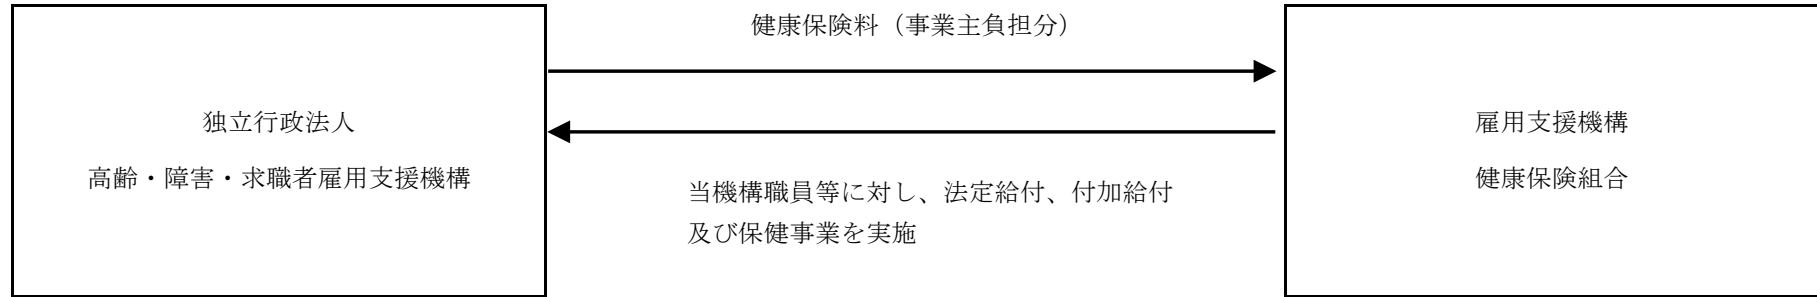 健康保険料（事業主負担分）
独立行政法人
高齢・障害・求職者雇用支援機構
当機構職員等に対し、法定給付、付加給付
及び保健事業を実施
雇用支援機構
健康保険組合